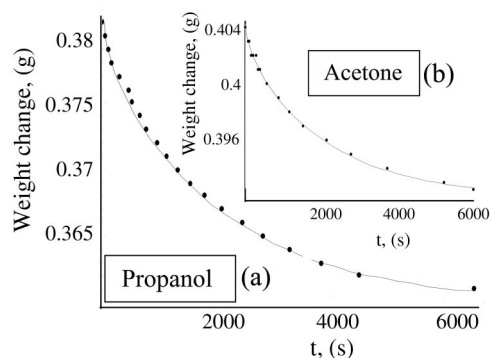 0.38
0.375
0.37
0.365
Weight change, (g)
2000
4000
6000
t, (s)
Propanol
(a)
0.404
0.4
0.396
Weight change, (g)
2000
4000
6000
t, (s)
Acetone
(b)